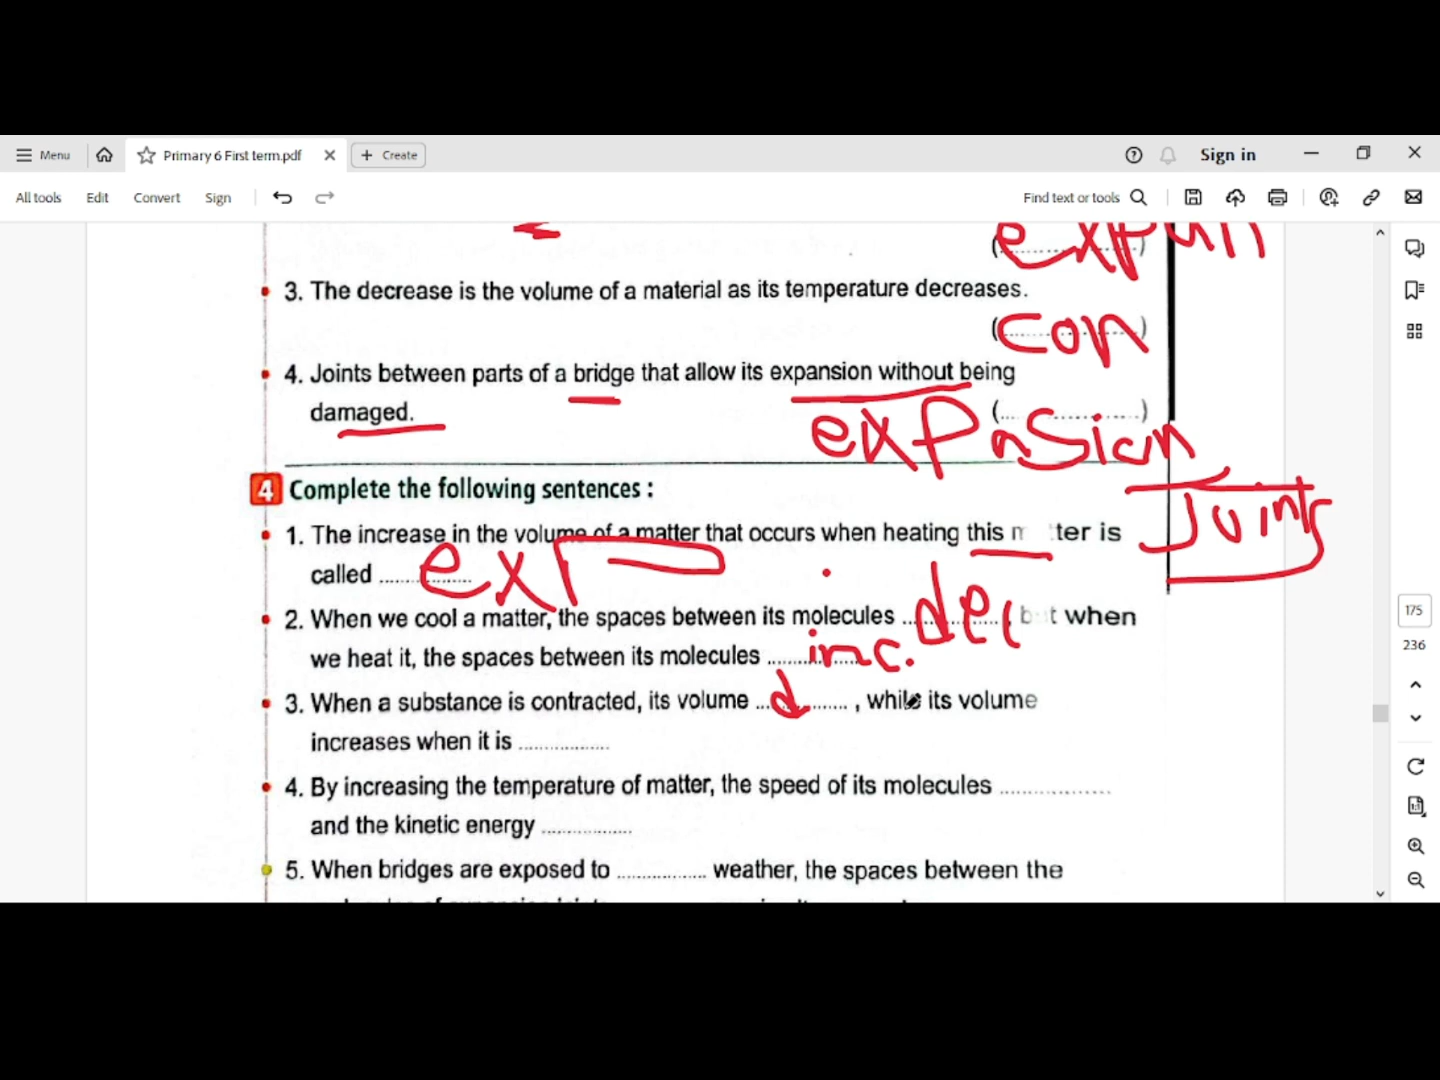 Menu
Primary 6 First term.pdf
Create
Sign in
All tools
Edit
Convert
Sign
Find text or tools
(..................)
3. The decrease is the volume of a material as its temperature decreases.
(..................) con
4. Joints between parts of a bridge that allow its expansion without being
damaged. (..................) expnsion
Joints
4 Complete the following sentences :
1. The increase in the volume of a matter that occurs when heating this m ter is
called .................. exp
2. When we cool a matter, the spaces between its molecules .................. dec , but when
we heat it, the spaces between its molecules .................. inc.
3. When a substance is contracted, its volume .................. d , while its volume
increases when it is ..................
4. By increasing the temperature of matter, the speed of its molecules ..................
and the kinetic energy ..................
5. When bridges are exposed to .................. weather, the spaces between the
175
236